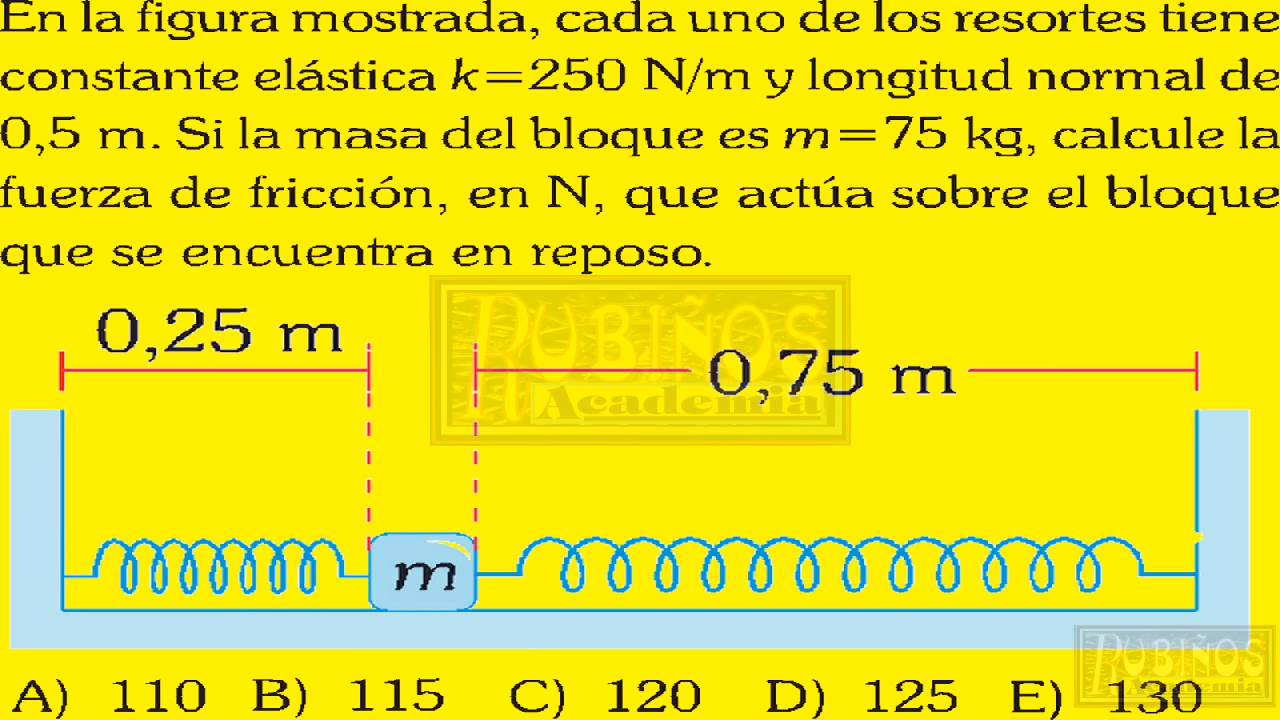 En la figura mostrada, cada uno de los resortes tiene
constante elástica k=250 N/m y longitud normal de
0,5 m. Si la masa del bloque es m=75 kg, calcule la
fuerza de fricción, en N, que actúa sobre el bloque
que se encuentra en reposo.
RUBIÑOS
Academia
0,25 m
0,75 m
m
RUBIÑOS
Academia
A) 110 B) 115 C) 120 D) 125 E) 130